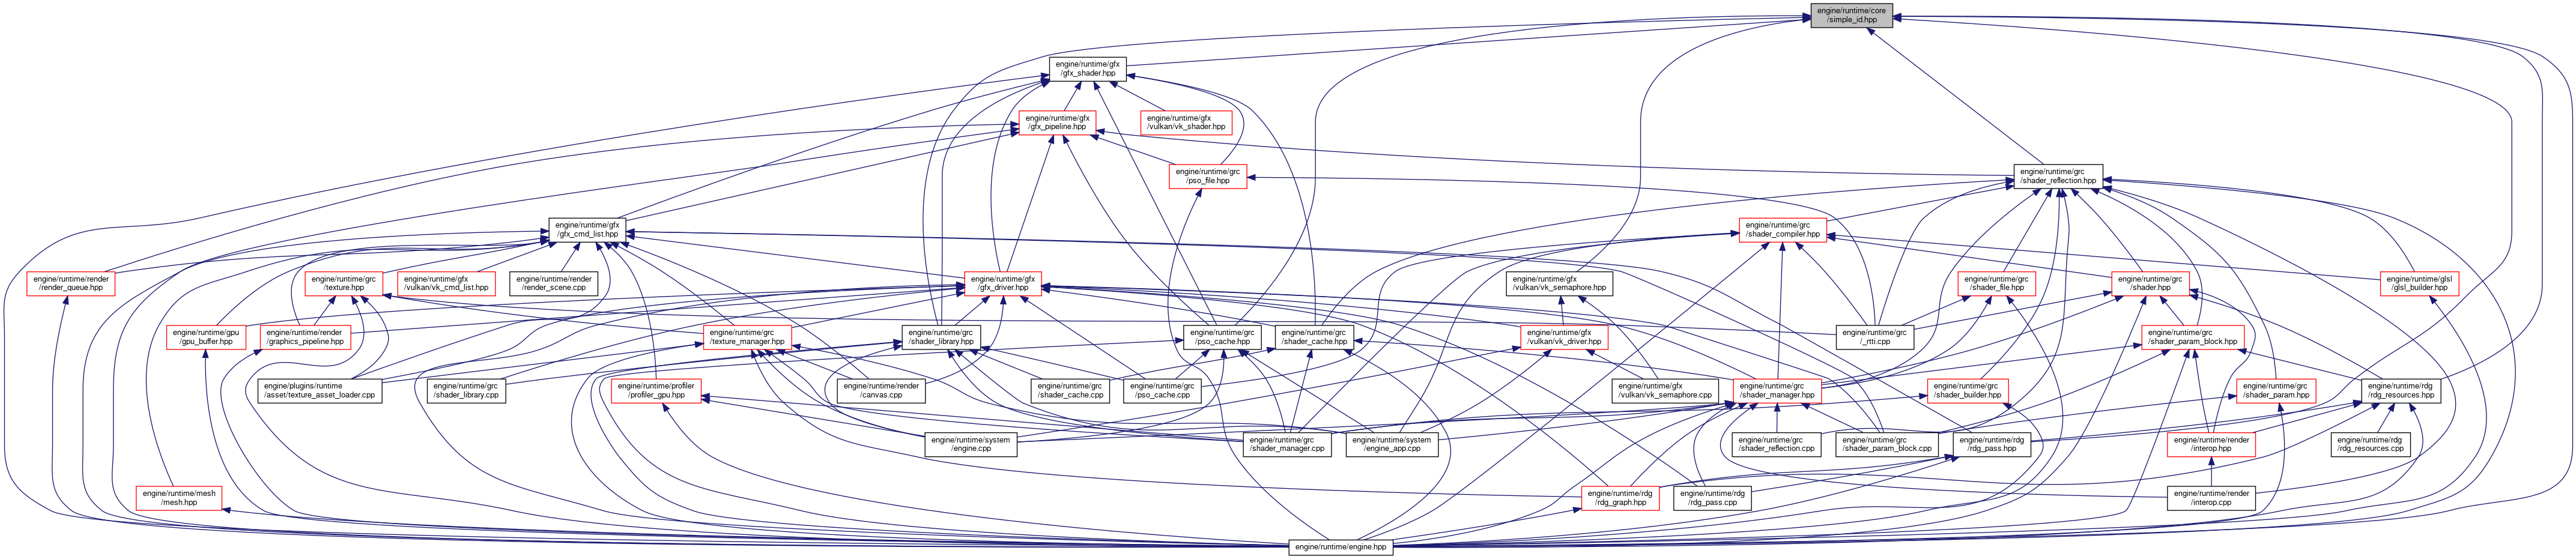 engine/runtime/core
/simple_id.hpp
engine/runtime/gfx
/gfx_shader.hpp
engine/runtime/gfx
/gfx_pipeline.hpp
engine/runtime/gfx
/vulkan/vk_shader.hpp
engine/runtime/grc
/pso_file.hpp
engine/runtime/grc
/shader_reflection.hpp
engine/runtime/gfx
/gfx_cmd_list.hpp
engine/runtime/grc
/shader_compiler.hpp
engine/runtime/render
/render_queue.hpp
engine/runtime/grc
/texture.hpp
engine/runtime/gfx
/vulkan/vk_cmd_list.hpp
engine/runtime/render
/render_scene.cpp
engine/runtime/gfx
/gfx_driver.hpp
engine/runtime/gfx
/vulkan/vk_semaphore.hpp
engine/runtime/grc
/shader_file.hpp
engine/runtime/grc
/shader.hpp
engine/runtime/glsl
/glsl_builder.hpp
engine/runtime/gpu
/gpu_buffer.hpp
engine/runtime/render
/graphics_pipeline.hpp
engine/runtime/grc
/texture_manager.hpp
engine/runtime/grc
/shader_library.hpp
engine/runtime/grc
/pso_cache.hpp
engine/runtime/grc
/shader_cache.hpp
engine/runtime/gfx
/vulkan/vk_driver.hpp
engine/runtime/grc
/_rtti.cpp
engine/runtime/grc
/shader_param_block.hpp
engine/plugins/runtime
/asset/texture_asset_loader.cpp
engine/runtime/grc
/shader_library.cpp
engine/runtime/profiler
/profiler_gpu.hpp
engine/runtime/render
/canvas.cpp
engine/runtime/grc
/shader_cache.cpp
engine/runtime/grc
/pso_cache.cpp
engine/runtime/gfx
/vulkan/vk_semaphore.cpp
engine/runtime/grc
/shader_manager.hpp
engine/runtime/grc
/shader_builder.hpp
engine/runtime/grc
/shader_param.hpp
engine/runtime/rdg
/rdg_resources.hpp
engine/runtime/system
/engine.cpp
engine/runtime/grc
/shader_manager.cpp
engine/runtime/system
/engine_app.cpp
engine/runtime/grc
/shader_reflection.cpp
engine/runtime/grc
/shader_param_block.cpp
engine/runtime/rdg
/rdg_pass.hpp
engine/runtime/render
/interop.hpp
engine/runtime/rdg
/rdg_resources.cpp
engine/runtime/mesh
/mesh.hpp
engine/runtime/rdg
/rdg_graph.hpp
engine/runtime/rdg
/rdg_pass.cpp
engine/runtime/render
/interop.cpp
engine/runtime/engine.hpp